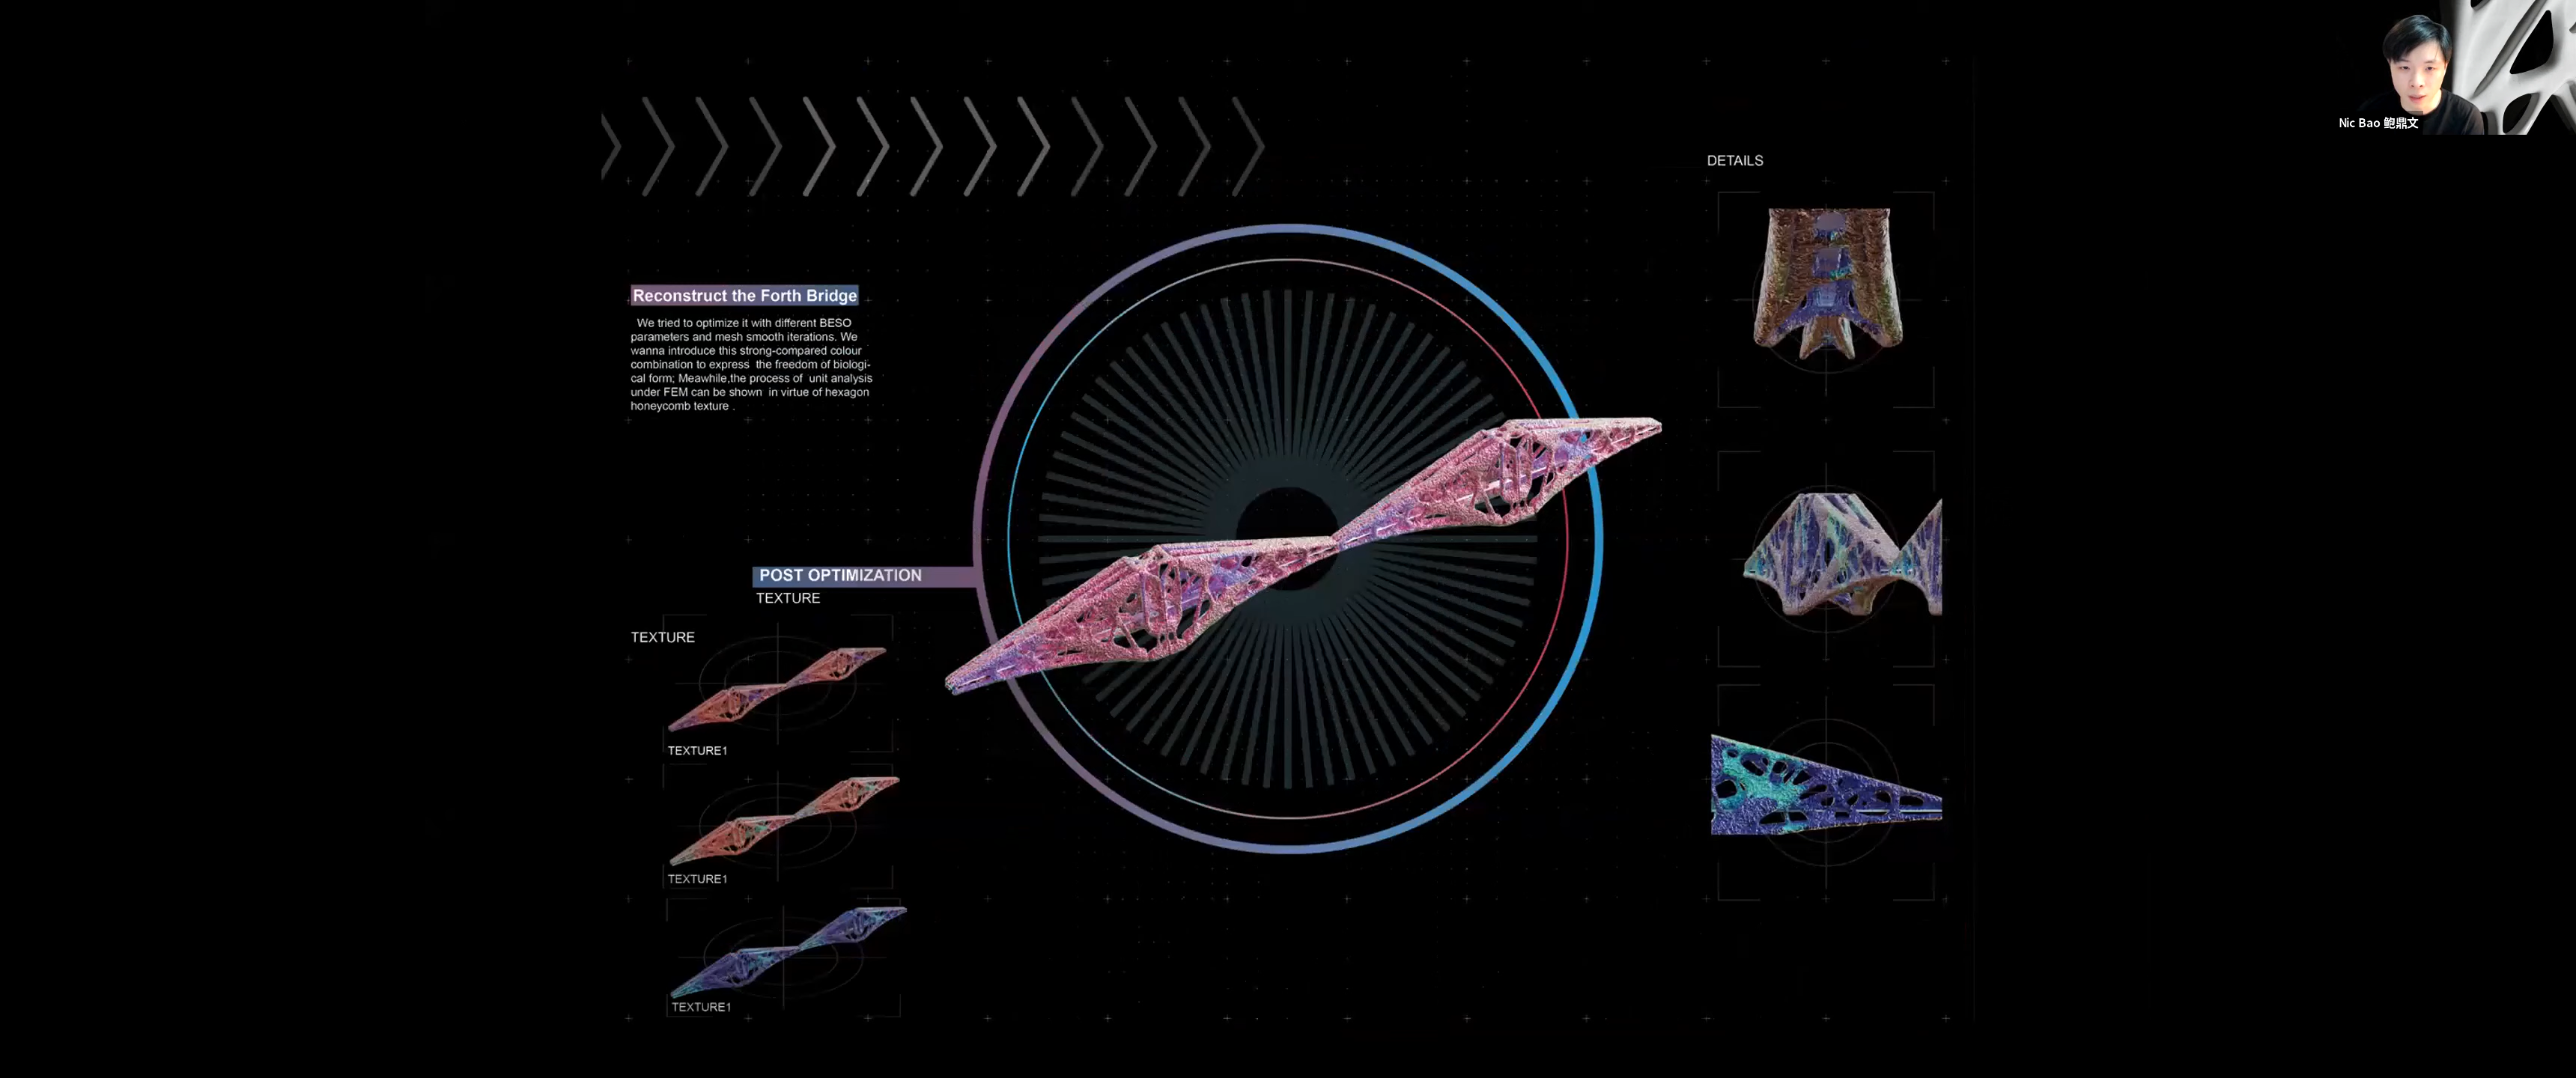 Nic Bao 鲍鼎文
DETAILS
Reconstruct the Forth Bridge
We tried to optimize it with different BESO
parameters and mesh smooth iterations. We
wanna introduce this strong-compared colour
combination to express  the freedom of biologi-
cal form; Meawhile,the process of  unit analysis
under FEM can be shown  in virtue of hexagon
honeycomb texture .
POST OPTIMIZATION
TEXTURE
TEXTURE
TEXTURE1
TEXTURE1
TEXTURE1